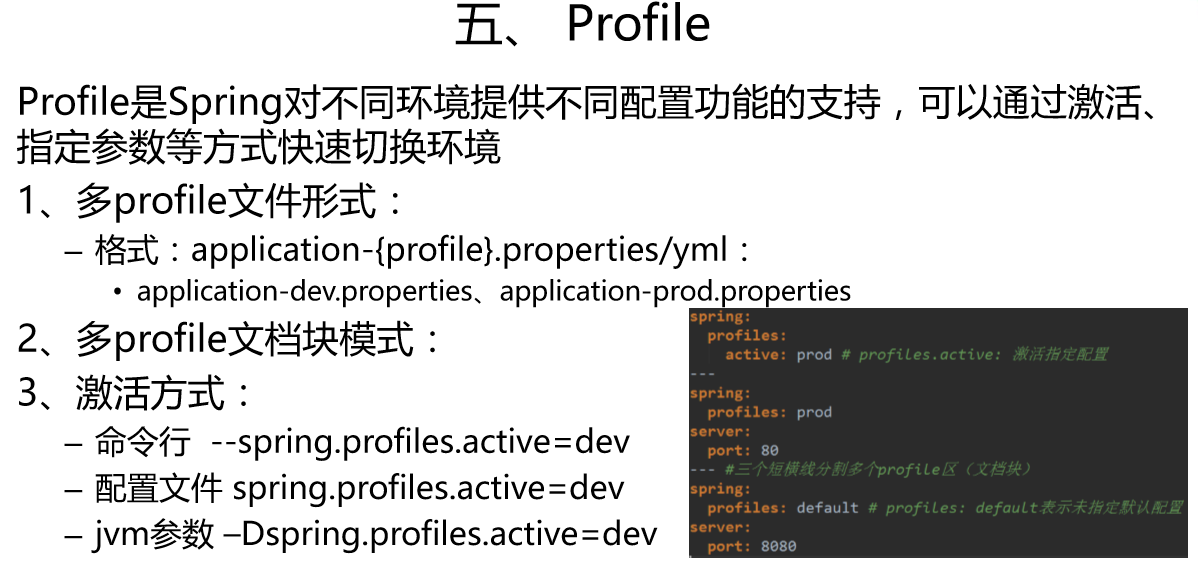 五、 Profile
Profile是Spring对不同环境提供不同配置功能的支持，可以通过激活、
指定参数等方式快速切换环境
1、多profile文件形式：
– 格式：application-{profile}.properties/yml：
• application-dev.properties、application-prod.properties
2、多profile文档块模式：
3、激活方式：
– 命令行 --spring.profiles.active=dev
– 配置文件 spring.profiles.active=dev
– jvm参数 –Dspring.profiles.active=dev
spring:
  profiles:
    active: prod # profiles.active: 激活指定配置
---
spring:
  profiles: prod
server:
  port: 80
--- #三个短横线分割多个profile区（文档块）
spring:
  profiles: default # profiles: default表示未指定默认配置
server:
  port: 8080